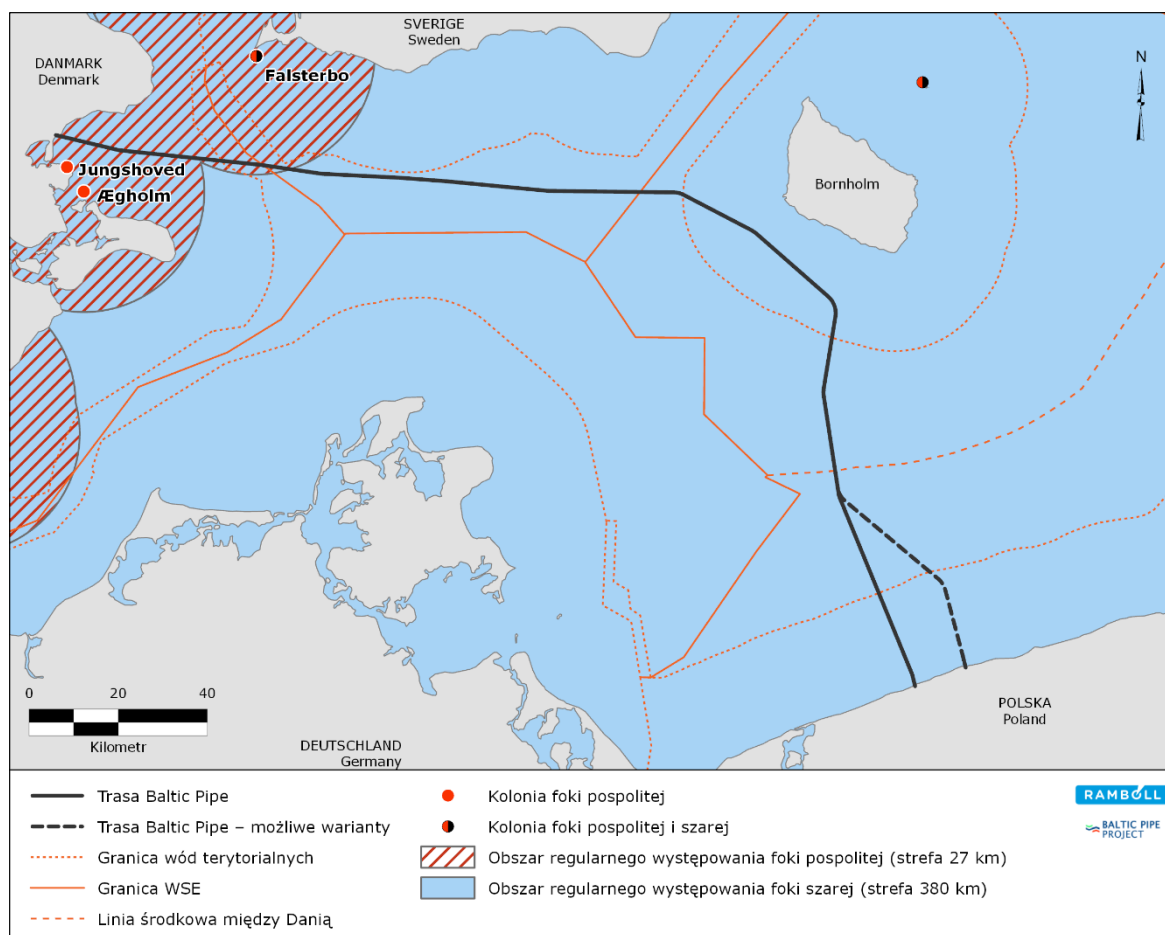 SVERIGE
Sweden
DANMARK
Denmark
Falsterbo
N
Jungshoved
Ægholm
Bornholm
0 20 40
Kilometr
DEUTSCHLAND
Germany
POLSKA
Poland
Trasa Baltic Pipe
Trasa Baltic Pipe – możliwe warianty
Granica wód terytorialnych
Granica WSE
Linia środkowa między Danią
Kolonia foki pospolitej
Kolonia foki pospolitej i szarej
Obszar regularnego występowania foki pospolitej (strefa 27 km)
Obszar regularnego występowania foki szarej (strefa 380 km)
RAMBOLL
BALTIC PIPE
PROJECT